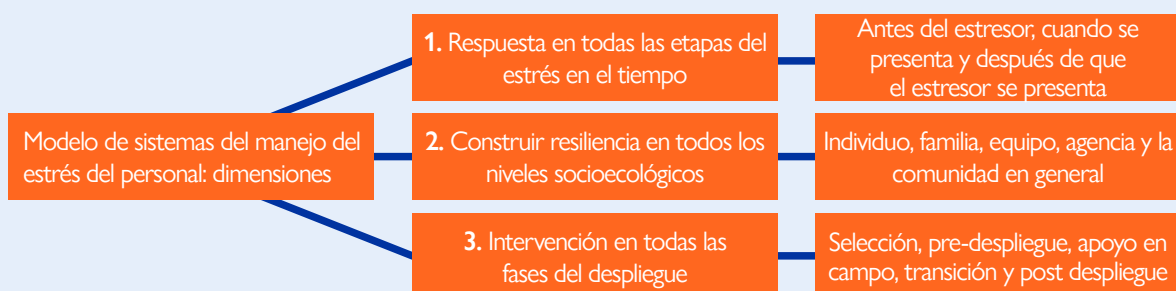 Modelo de sistemas del manejo del
estrés del personal: dimensiones
1. Respuesta en todas las etapas del
estrés en el tiempo
Antes del estresor, cuando se
presenta y después de que
el estresor se presenta
2. Construir resiliencia en todos los
niveles socioecológicos
Individuo, familia, equipo, agencia y la
comunidad en general
3. Intervención en todas las
fases del despliegue
Selección, pre-despliegue, apoyo en
campo, transición y post despliegue